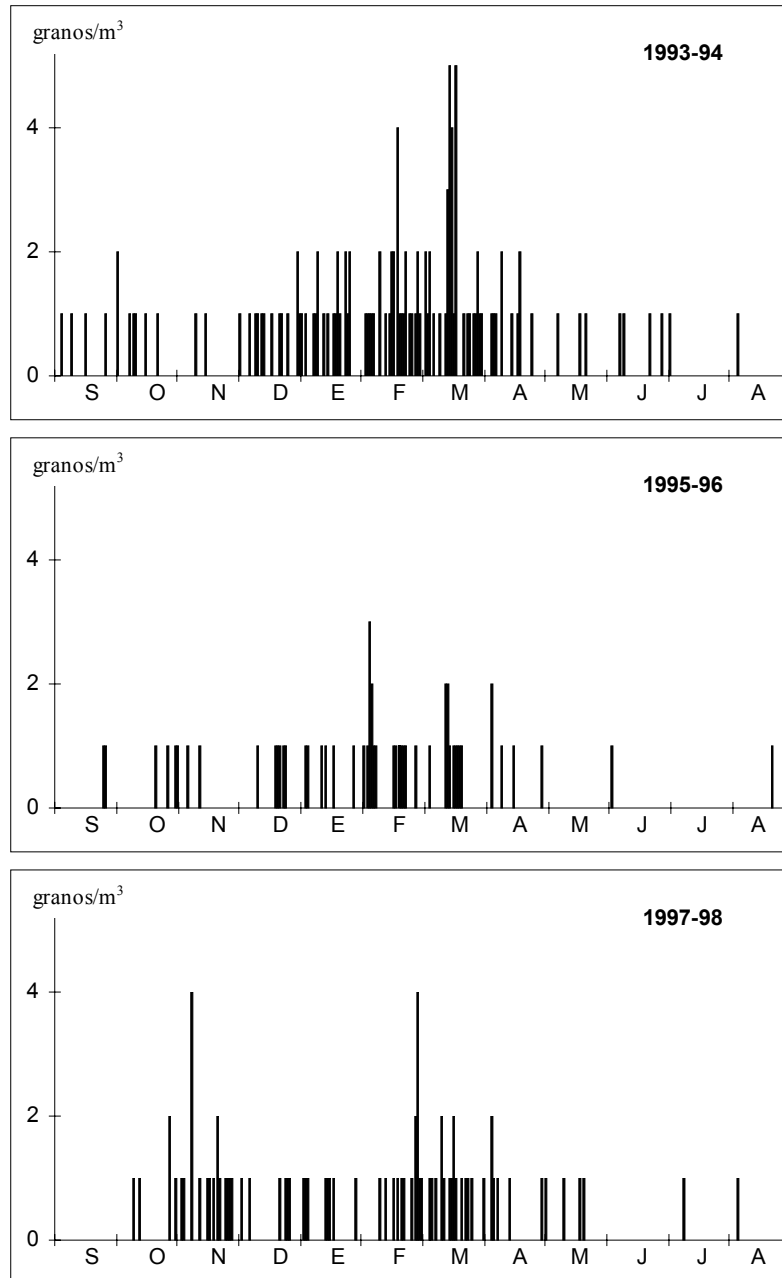 granos/m³
1993-94
4
2
0
S O N D E F M A M J J A
granos/m³
1995-96
4
2
0
S O N D E F M A M J J A
granos/m³
1997-98
4
2
0
S O N D E F M A M J J A